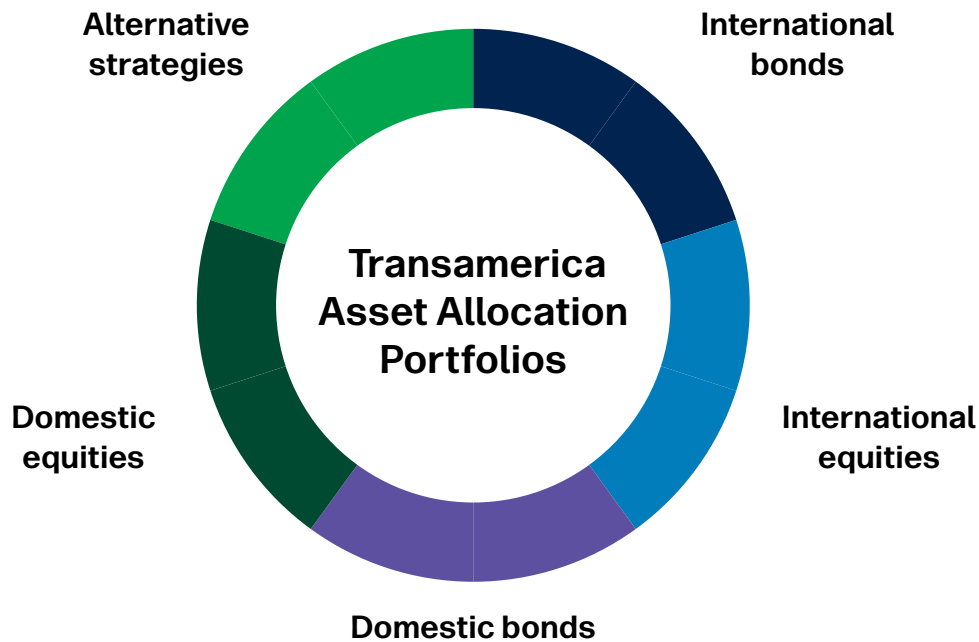 Alternative
strategies
International
bonds
Transamerica
Asset Allocation
Portfolios
Domestic
equities
International
equities
Domestic bonds